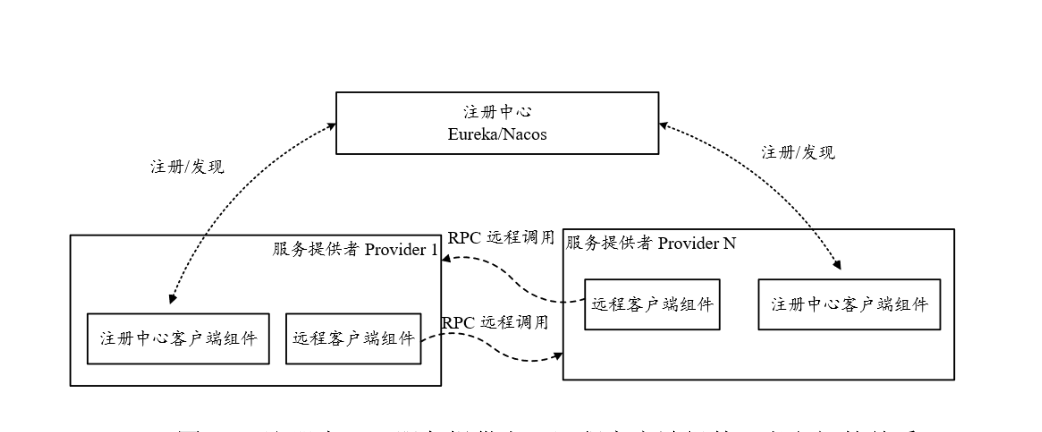 注册中心
Eureka/Nacos
注册/发现
注册/发现
服务提供者 Provider 1
RPC 远程调用
服务提供者 Provider N
注册中心客户端组件
远程客户端组件
RPC 远程调用
远程客户端组件
注册中心客户端组件